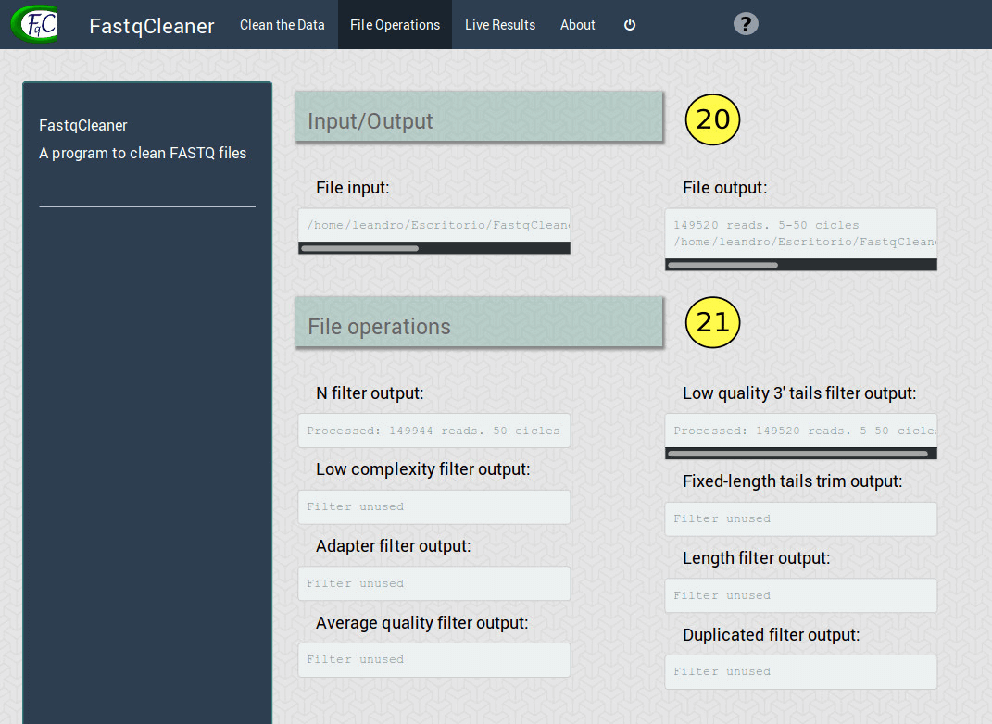 FqC FastqCleaner Clean the Data File Operations Live Results About ?
FastqCleaner
A program to clean FASTQ files
Input/Output 20
File input: File output:
/home/leandro/Escritorio/FastqClean 149520 reads. 5-50 cicles
/home/leandro/Escritorio/FastqClean
File operations 21
N filter output: Low quality 3' tails filter output:
Processed: 149944 reads. 50 cicles Processed: 149520 reads. 5-50 cicle
Low complexity filter output: Fixed-length tails trim output:
Filter unused Filter unused
Adapter filter output: Length filter output:
Filter unused Filter unused
Average quality filter output: Duplicated filter output:
Filter unused Filter unused